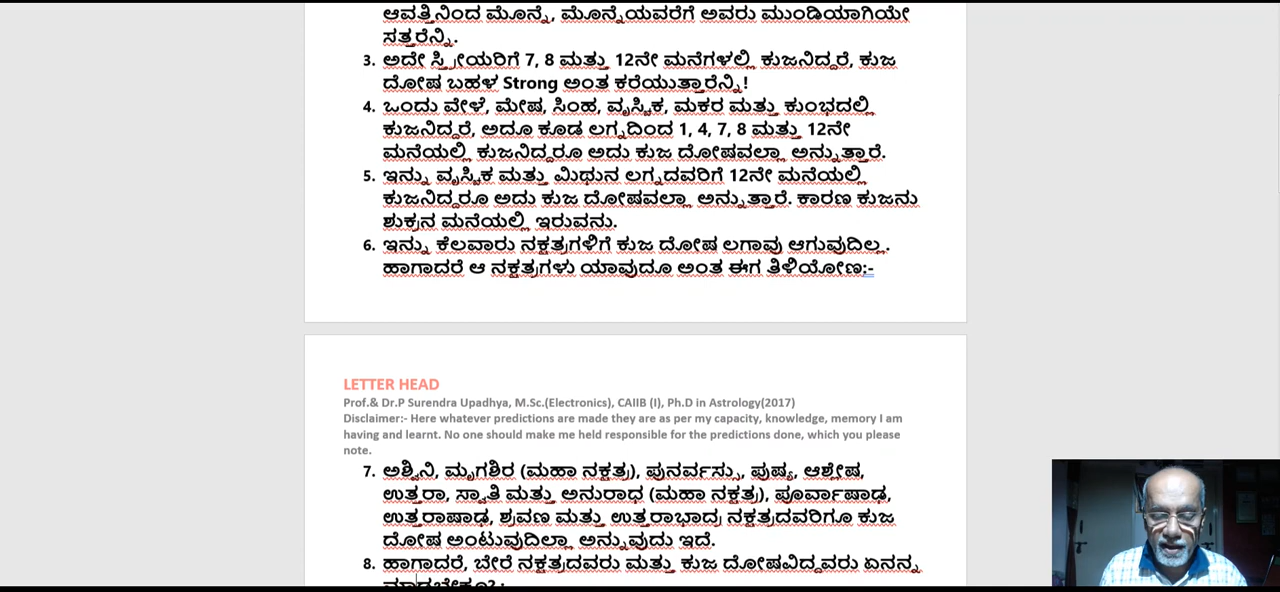 ಆವತ್ತಿನಿಂದ ಮೊನ್ನೆ, ಮೊನ್ನೆಯವರೆಗೆ ಅವರು ಮುಂಡಿಯಾಗಿಯೇ
ಸತ್ತರೆನ್ನಿ.
3. ಅದೇ ಸ್ತ್ರೀಯರಿಗೆ 7, 8 ಮತ್ತು 12ನೇ ಮನೆಗಳಲ್ಲಿ ಕುಜನಿದ್ದರೆ, ಕುಜ
ದೋಷ ಬಹಳ Strong ಅಂತ ಕರೆಯುತ್ತಾರೆನ್ನಿ!
4. ಒಂದು ವೇಳೆ, ಮೇಷ, ಸಿಂಹ, ವೃಸ್ಚಿಕ, ಮಕರ ಮತ್ತು ಕುಂಭದಲ್ಲಿ
ಕುಜನಿದ್ದರೆ, ಅದೂ ಕೂಡ ಲಗ್ನದಿಂದ 1, 4, 7, 8 ಮತ್ತು 12ನೇ
ಮನೆಯಲ್ಲಿ ಕುಜನಿದ್ದರೂ ಅದು ಕುಜ ದೋಷವಲ್ಲಾ ಅನ್ನುತ್ತಾರೆ.
5. ಇನ್ನು ವೃಸ್ಚಿಕ ಮತ್ತು ಮಿಥುನ ಲಗ್ನದವರಿಗೆ 12ನೇ ಮನೆಯಲ್ಲಿ
ಕುಜನಿದ್ದರೂ ಅದು ಕುಜ ದೋಷವಲ್ಲಾ ಅನ್ನುತ್ತಾರೆ. ಕಾರಣ ಕುಜನು
ಶುಕ್ರನ ಮನೆಯಲ್ಲಿ ಇರುವನು.
6. ಇನ್ನು ಕೆಲವಾರು ನಕ್ಷತ್ರಗಳಿಗೆ ಕುಜ ದೋಷ ಲಗಾವು ಆಗುವುದಿಲ್ಲ.
ಹಾಗಾದರೆ ಆ ನಕ್ಷತ್ರಗಳು ಯಾವುದೂ ಅಂತ ಈಗ ತಿಳಿಯೋಣ:-
LETTER HEAD
Prof.& Dr.P Surendra Upadhya, M.Sc.(Electronics), CAIIB (I), Ph.D in Astrology(2017)
Disclaimer:- Here whatever predictions are made they are as per my capacity, knowledge, memory I am
having and learnt. No one should make me held responsible for the predictions done, which you please
note.
7. ಅಶ್ವಿನಿ, ಮೃಗಶಿರ (ಮಹಾ ನಕ್ಷತ್ರ), ಪುನರ್ವಸ್ಸು, ಪುಷ್ಯ, ಆಶ್ಲೇಷ,
ಉತ್ತರಾ, ಸ್ವಾತಿ ಮತ್ತು ಅನುರಾಧ (ಮಹಾ ನಕ್ಷತ್ರ), ಪೂರ್ವಾಷಾಢ,
ಉತ್ತರಾಷಾಢ, ಶ್ರವಣ ಮತ್ತು ಉತ್ತರಾಭಾದ್ರ ನಕ್ಷತ್ರದವರಿಗೂ ಕುಜ
ದೋಷ ಅಂಟುವುದಿಲ್ಲಾ ಅನ್ನುವುದು ಇದೆ.
8. ಹಾಗಾದರೆ, ಬೇರೆ ನಕ್ಷತ್ರದವರು ಮತ್ತು ಕುಜ ದೋಷವಿದ್ದವರು ಏನನ್ನು